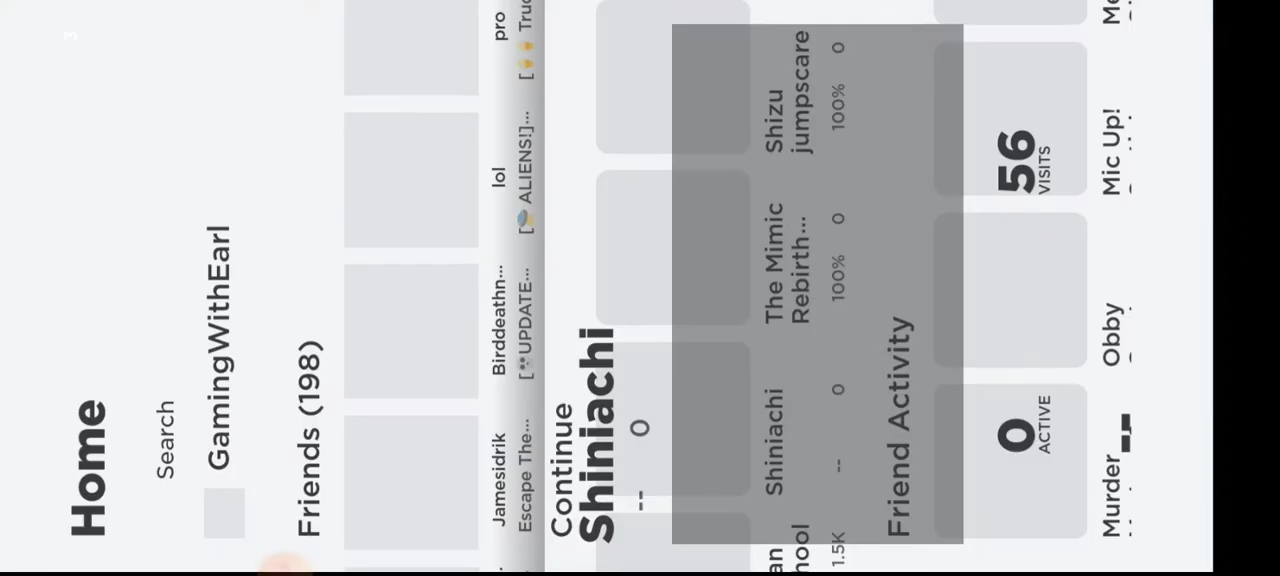 Home
Search
GamingWithEarl
Friends (198)
Jamesidrik
Birddeathn...
lol
pro
Escape The...
[UPDATE...
[👽 ALIENS!]...
Continue
Shiniachi
-- 0
Shiniachi
The Mimic
Rebirth...
Shizu
jumpscare
1.5K
-- 0
100% 0
100% 0
Friend Activity
0
ACTIVE
56
VISITS
Murder
Obby
Mic Up!